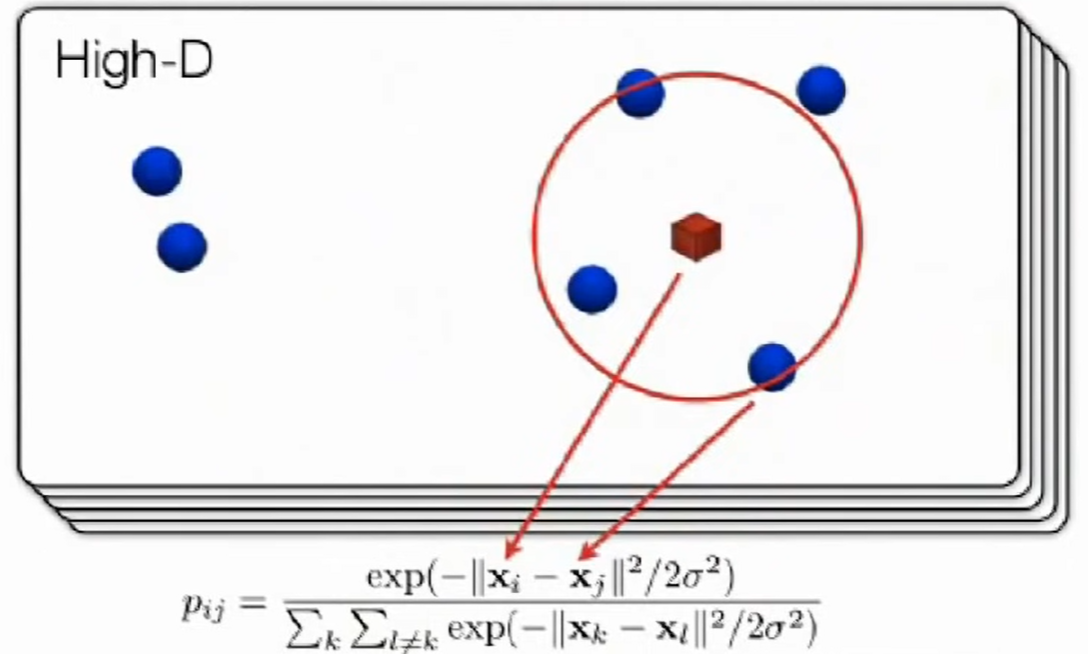 High-D
p_{ij} = \frac{\exp(-\|\mathbf{x}_i - \mathbf{x}_j\|^2/2\sigma^2)}{\sum_k \sum_{l \neq k} \exp(-\|\mathbf{x}_k - \mathbf{x}_l\|^2/2\sigma^2)}